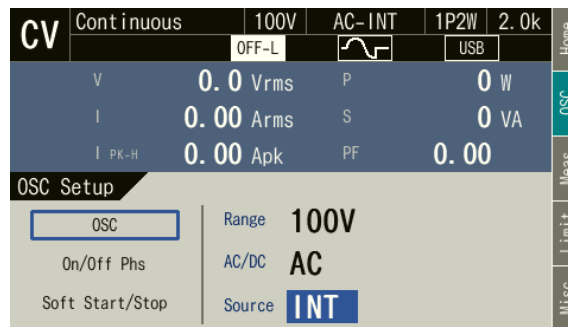 CV Continuous 100V AC-INT 1P2W 2.0k
OFF-L USB
V 0.0 Vrms P 0 W
I 0.00 Arms S 0 VA
I PK-H 0.00 Apk PF 0.00
OSC Setup
OSC Range 100V
On/Off Phs AC/DC AC
Soft Start/Stop Source INT
Home
OSC
Meas
Limit
Misc